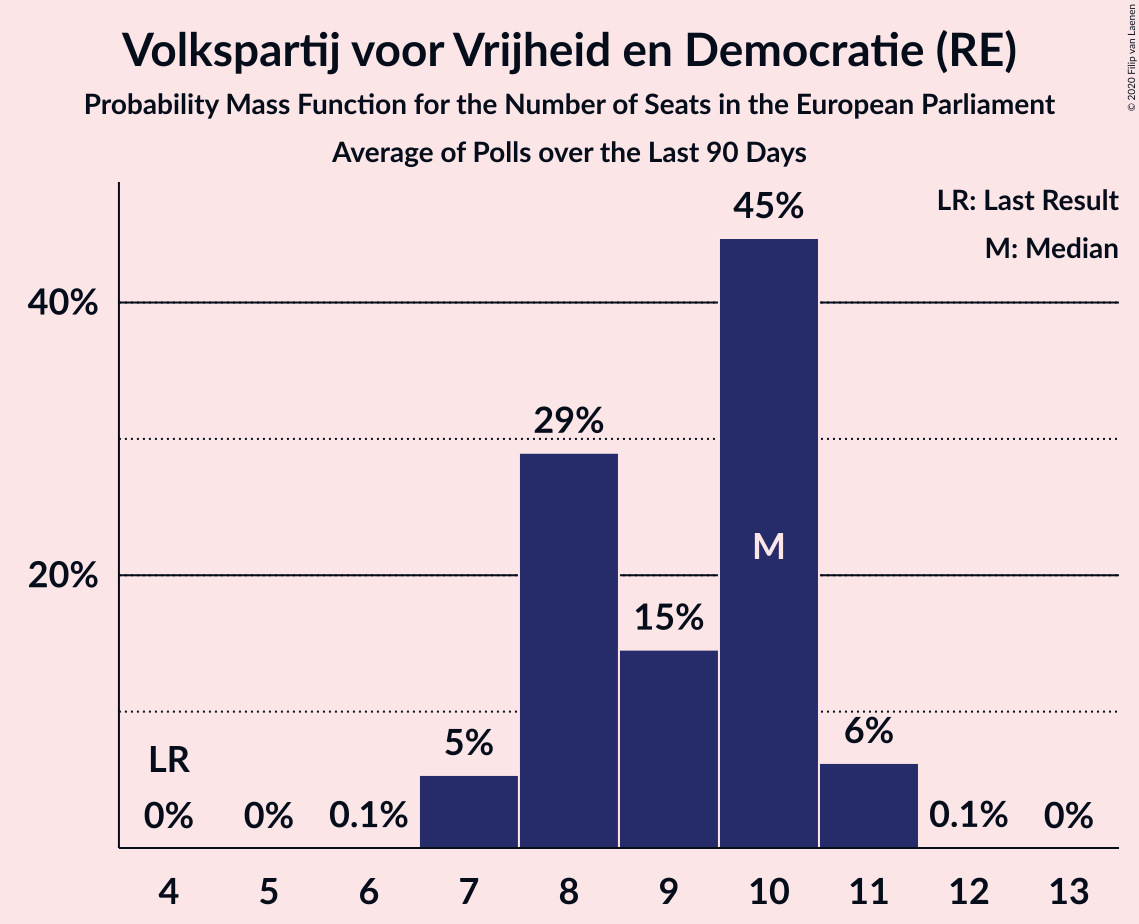 Volkspartij voor Vrijheid en Democratie (RE)
Probability Mass Function for the Number of Seats in the European Parliament
Average of Polls over the Last 90 Days
© 2020 Filip van Laenen
LR: Last Result
M: Median
45%
40%
29%
M
20%
15%
5%
6%
LR
0%
0%
0.1%
0.1%
0%
4 5 6 7 8 9 10 11 12 13